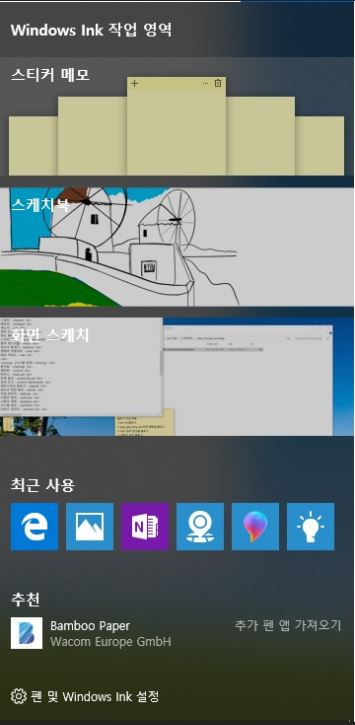 Windows Ink 작업 영역
스티커 메모
스케치북
화면 스케치
최근 사용
추천
Bamboo Paper
Wacom Europe GmbH
추가 펜 앱 가져오기
펜 및 Windows Ink 설정